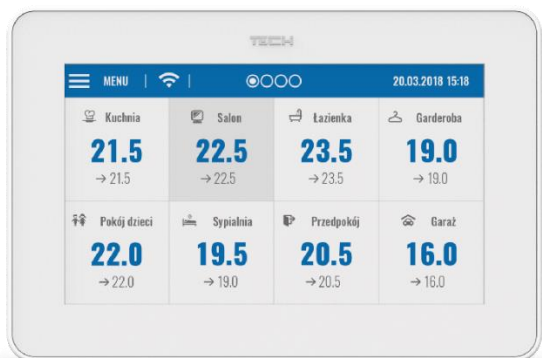 TECH
MENU 20.03.2018 15:18
Kuchnia Salon Łazienka Garderoba
21.5 22.5 23.5 19.0
→ 21.5 → 22.5 → 23.5 → 19.0
Pokój dzieci Sypialnia Przedpokój Garaż
22.0 19.5 20.5 16.0
→ 22.0 → 19.0 → 20.5 → 16.0